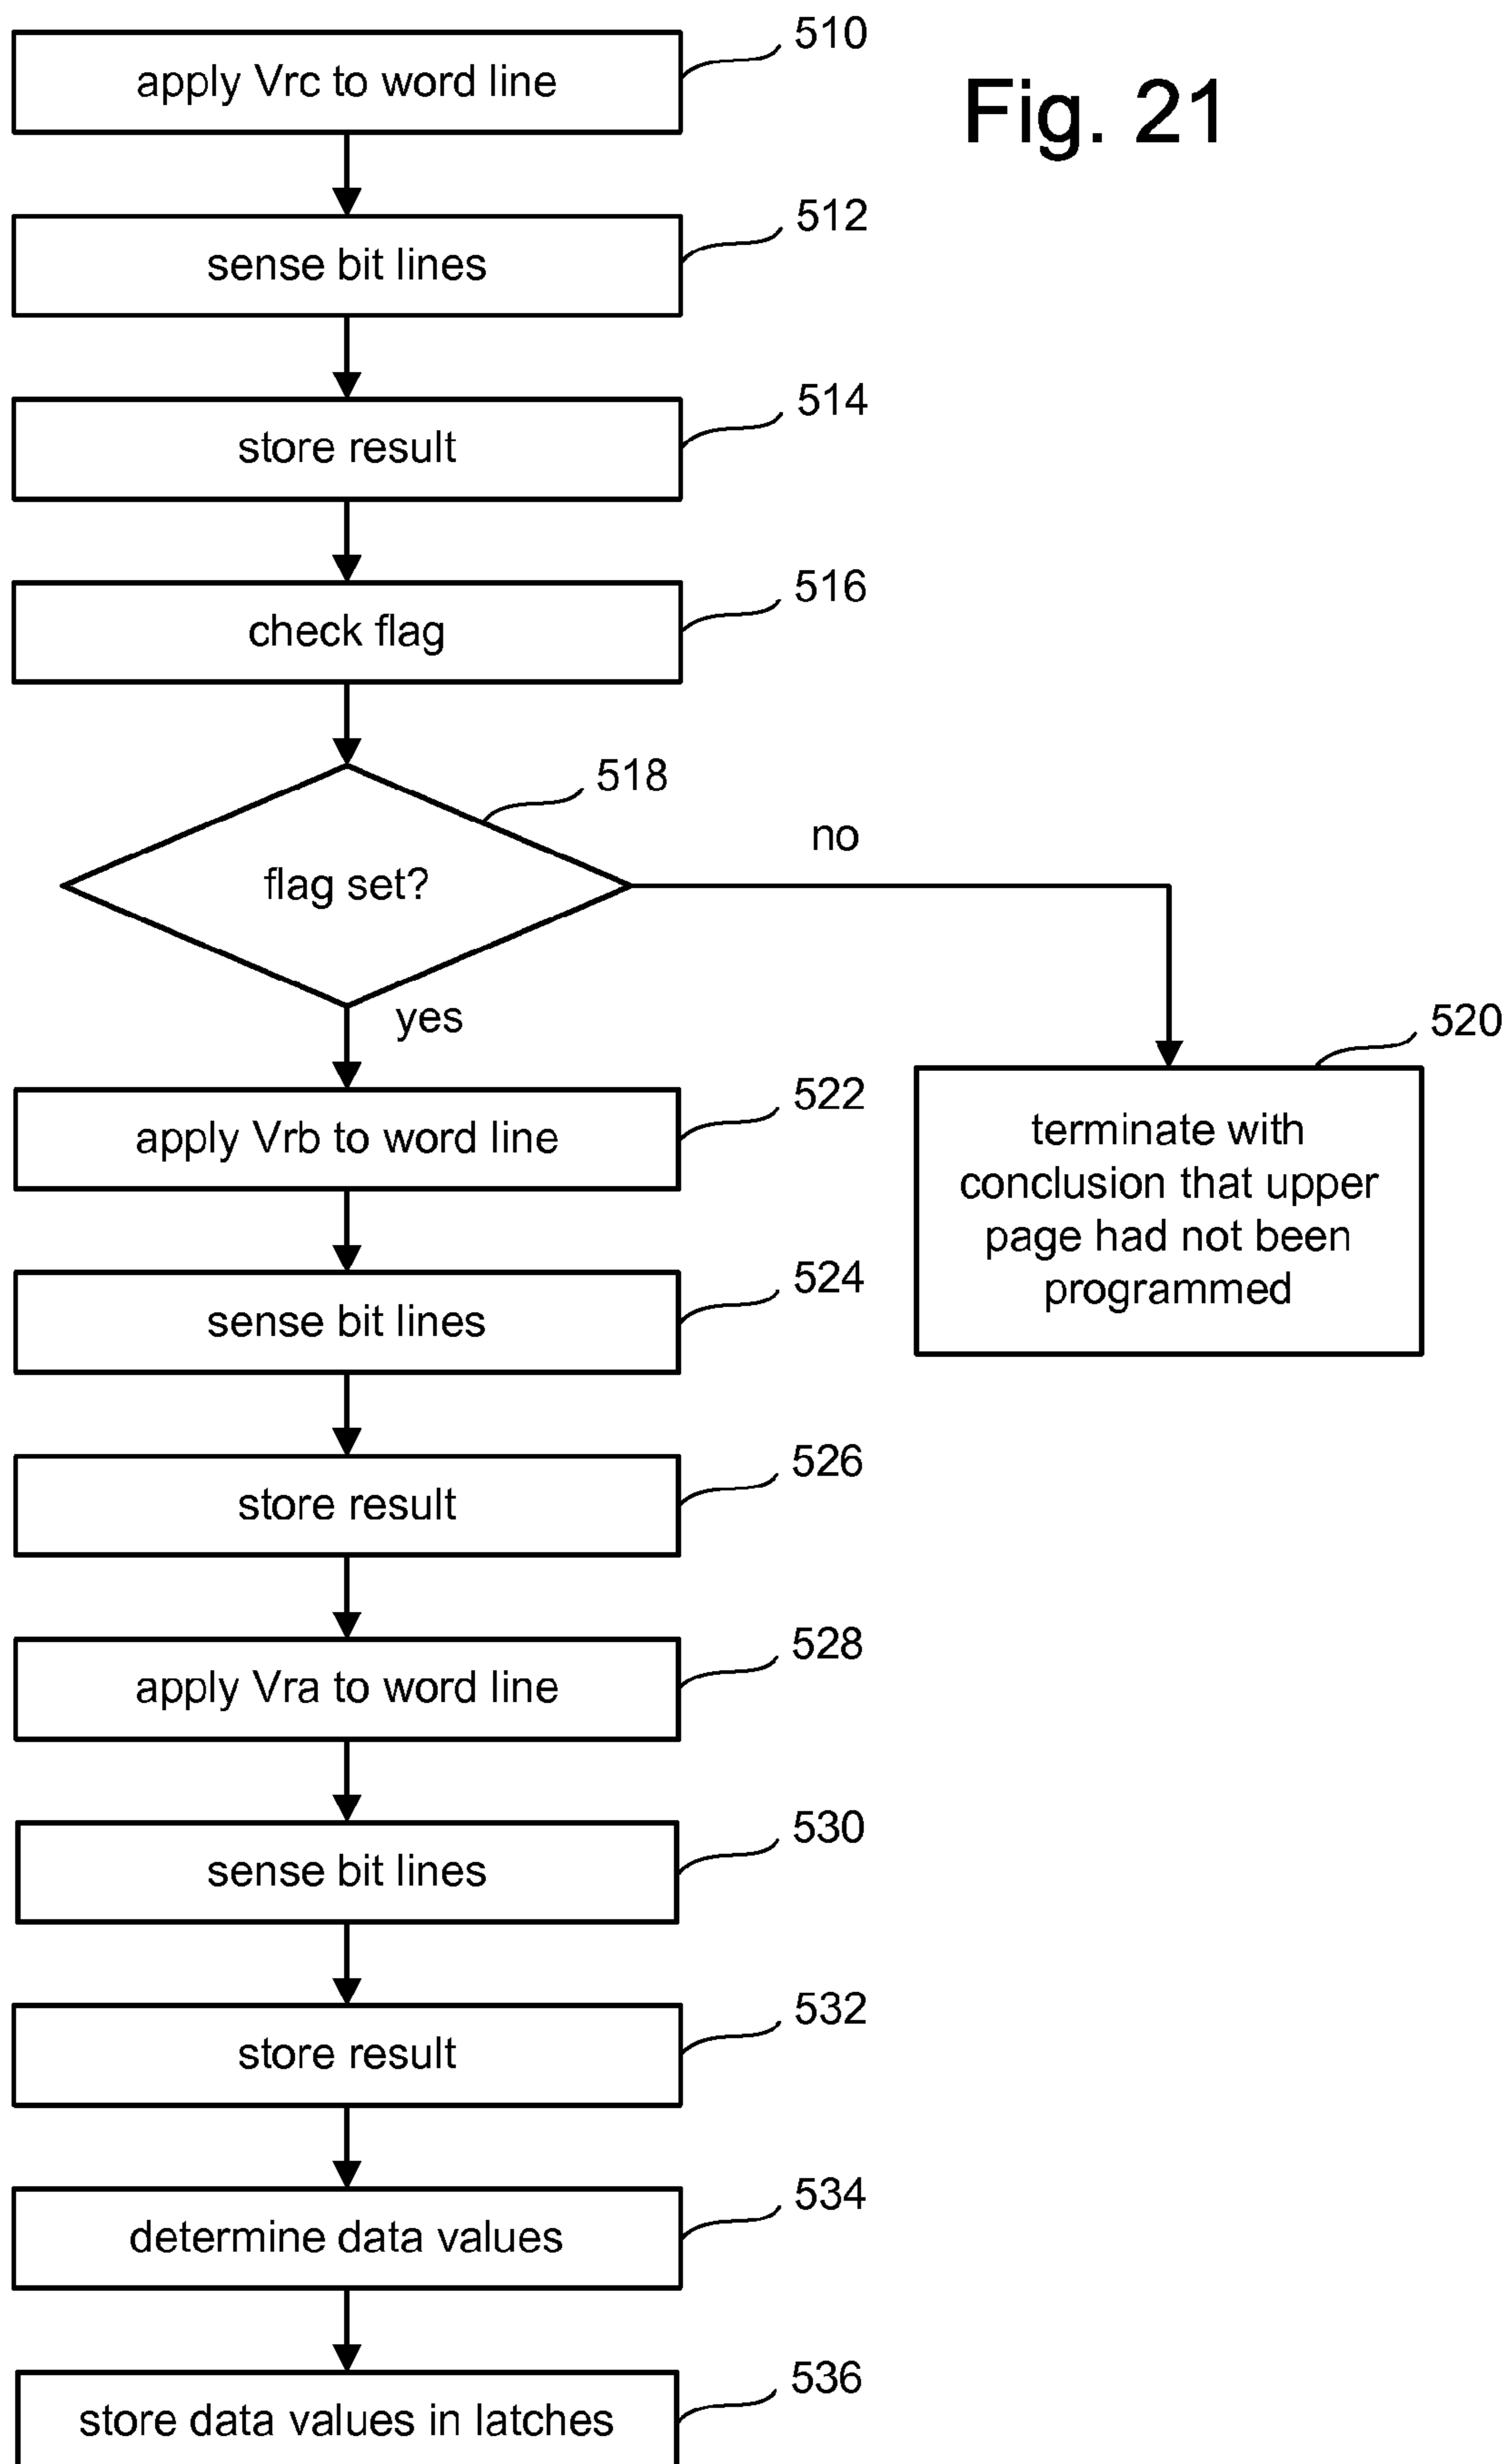 510
apply Vrc to word line
Fig. 21
512
sense bit lines
514
store result
516
check flag
518
flag set?
no
yes
520
terminate with
conclusion that upper
page had not been
programmed
522
apply Vrb to word line
524
sense bit lines
526
store result
528
apply Vra to word line
530
sense bit lines
532
store result
534
determine data values
536
store data values in latches